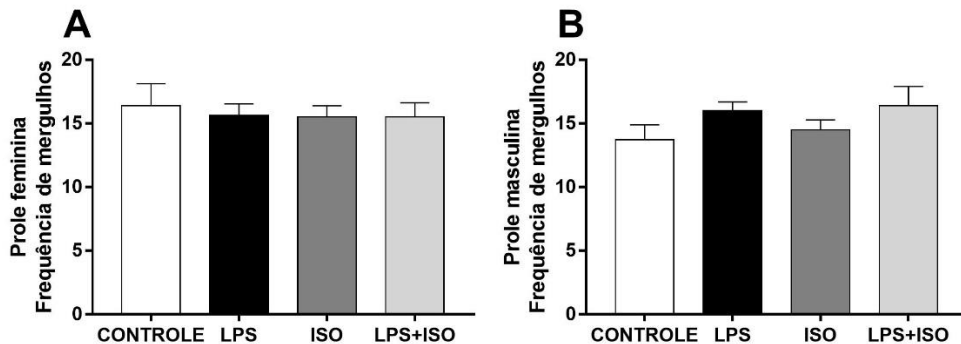 A
Prole feminina
Frequência de mergulhos
20
15
10
5
0
CONTROLE LPS ISO LPS+ISO
B
Prole masculina
Frequência de mergulhos
20
15
10
5
0
CONTROLE LPS ISO LPS+ISO